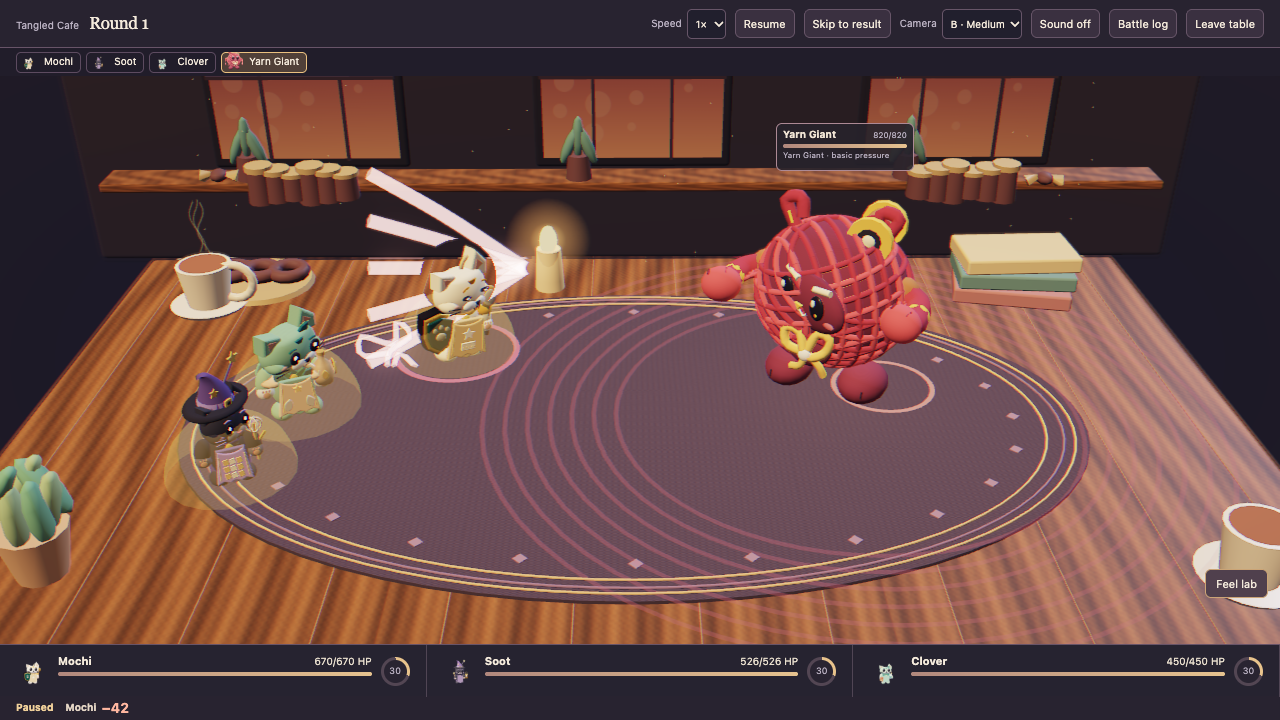 Tangled Cafe Round 1 Speed 1x Resume Skip to result Camera B · Medium Sound off Battle log Leave table
Mochi Soot Clover Yarn Giant
Yarn Giant 820/820
Yarn Giant · basic pressure
Feel lab
Mochi 670/670 HP 30 Soot 526/526 HP 30 Clover 450/450 HP 30
Paused Mochi −42